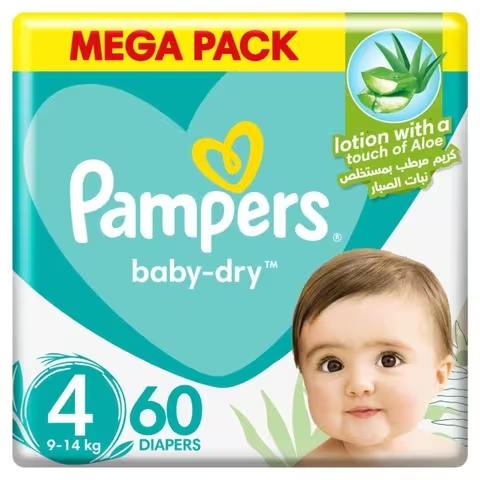 MEGA PACK
lotion with a
touch of Aloe
كريم مرطب بمستخلص
نبات الصبار
Pampers®
baby-dry™
4
9-14 kg
60
DIAPERS